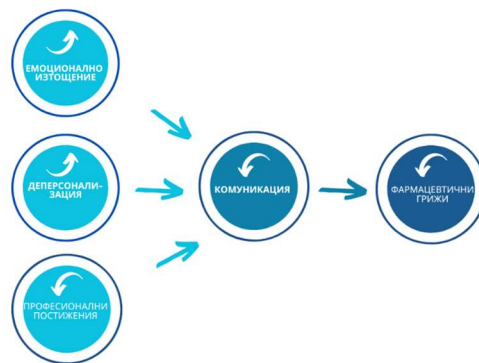 ЕМОЦИОНАЛНО
ИЗТОЩЕНИЕ
ДЕПЕРСОНАЛИ-
ЗАЦИЯ
КОМУНИКАЦИЯ
ФАРМАЦЕВТИЧНИ
ГРИЖИ
ПРОФЕСИОНАЛНИ
ПОСТИЖЕНИЯ